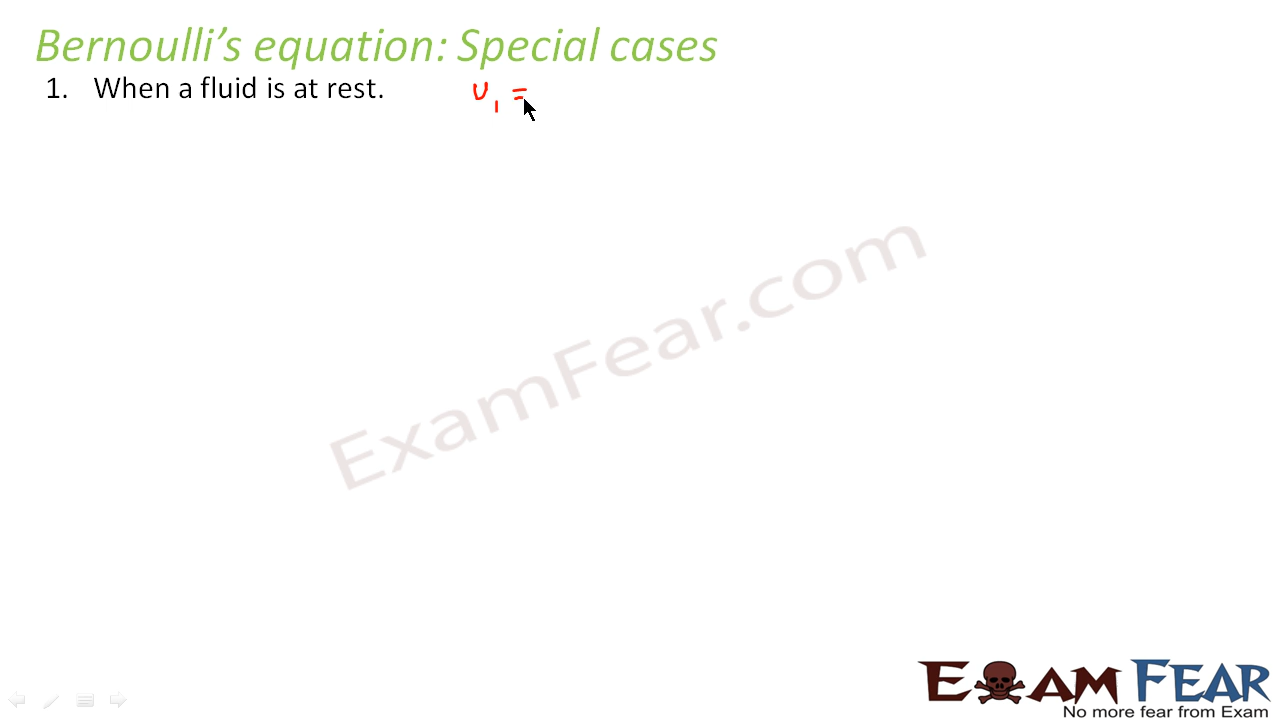 Bernoulli’s equation: Special cases
1. When a fluid is at rest. υ₁ =
ExamFear.com
EXAM FEAR
No more fear from Exam